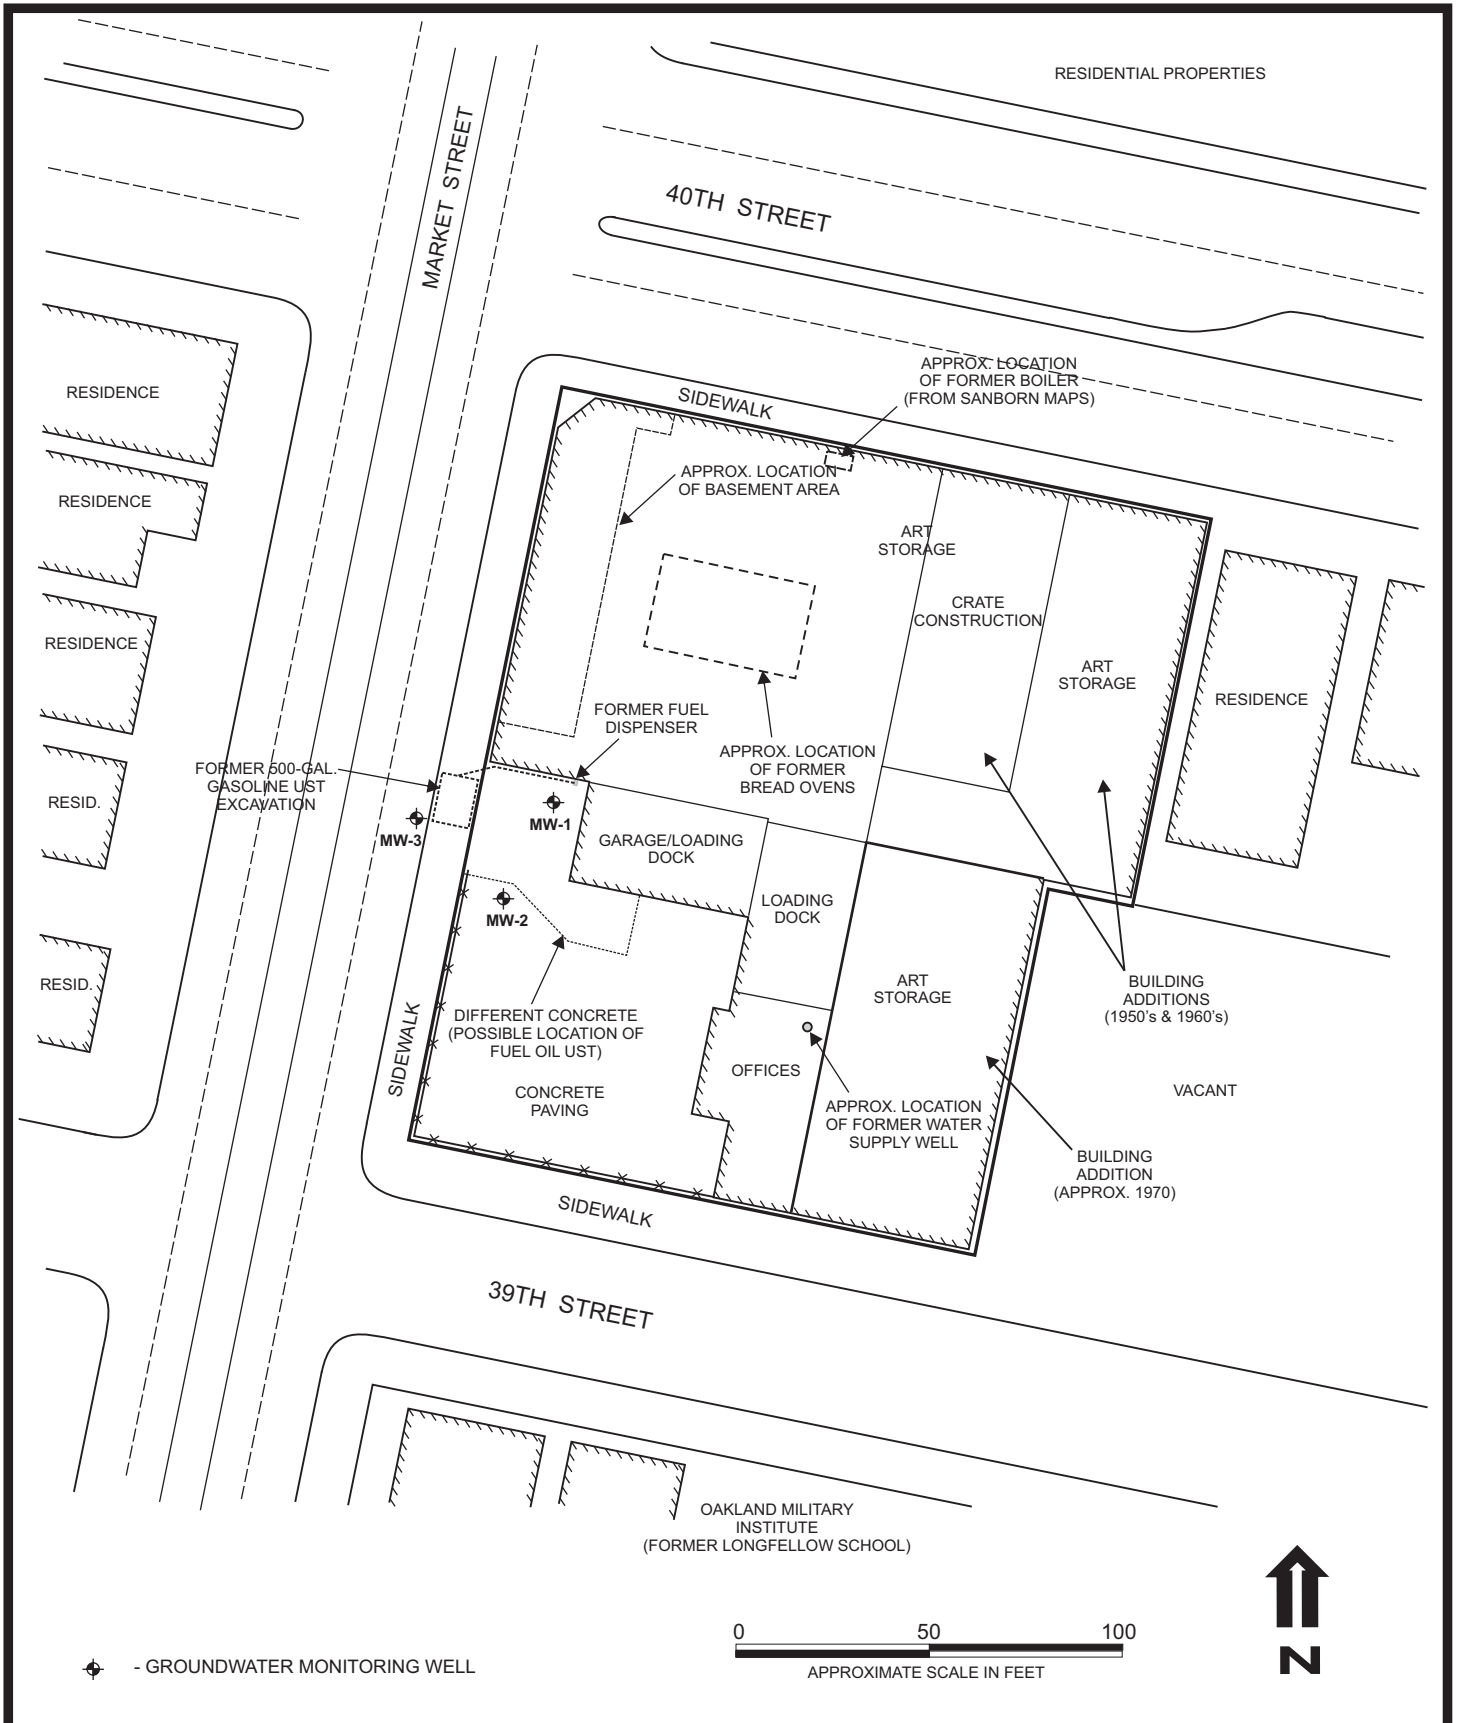 RESIDENTIAL PROPERTIES
MARKET STREET
40TH STREET
APPROX. LOCATION
OF FORMER BOILER
(FROM SANBORN MAPS)
SIDEWALK
RESIDENCE
APPROX. LOCATION
OF BASEMENT AREA
RESIDENCE
ART
STORAGE
CRATE
CONSTRUCTION
RESIDENCE
ART
STORAGE
RESIDENCE
FORMER FUEL
DISPENSER
APPROX. LOCATION
OF FORMER
BREAD OVENS
FORMER 500-GAL.
GASOLINE UST
EXCAVATION
RESID.
MW-3
MW-1
GARAGE/LOADING
DOCK
LOADING
DOCK
MW-2
RESID.
ART
STORAGE
BUILDING
ADDITIONS
(1950's & 1960's)
DIFFERENT CONCRETE
(POSSIBLE LOCATION OF
FUEL OIL UST)
SIDEWALK
OFFICES
VACANT
CONCRETE
PAVING
APPROX. LOCATION
OF FORMER WATER
SUPPLY WELL
BUILDING
ADDITION
(APPROX. 1970)
SIDEWALK
39TH STREET
OAKLAND MILITARY
INSTITUTE
(FORMER LONGFELLOW SCHOOL)
0 50 100
APPROXIMATE SCALE IN FEET
N
- GROUNDWATER MONITORING WELL